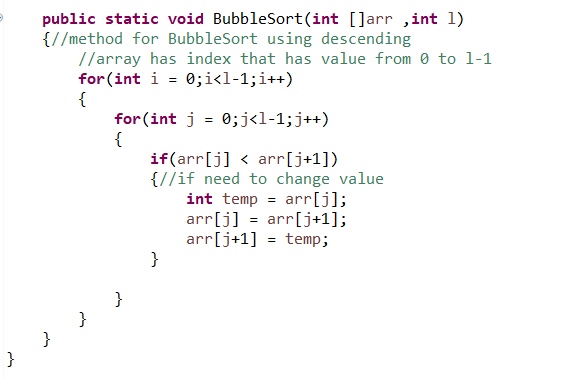 public static void BubbleSort(int []arr ,int l)
{//method for BubbleSort using descending
//array has index that has value from 0 to l-1
for(int i = 0;i<l-1;i++)
{
for(int j = 0;j<l-1;j++)
{
if(arr[j] < arr[j+1])
{//if need to change value
int temp = arr[j];
arr[j] = arr[j+1];
arr[j+1] = temp;
}
}
}
}
}